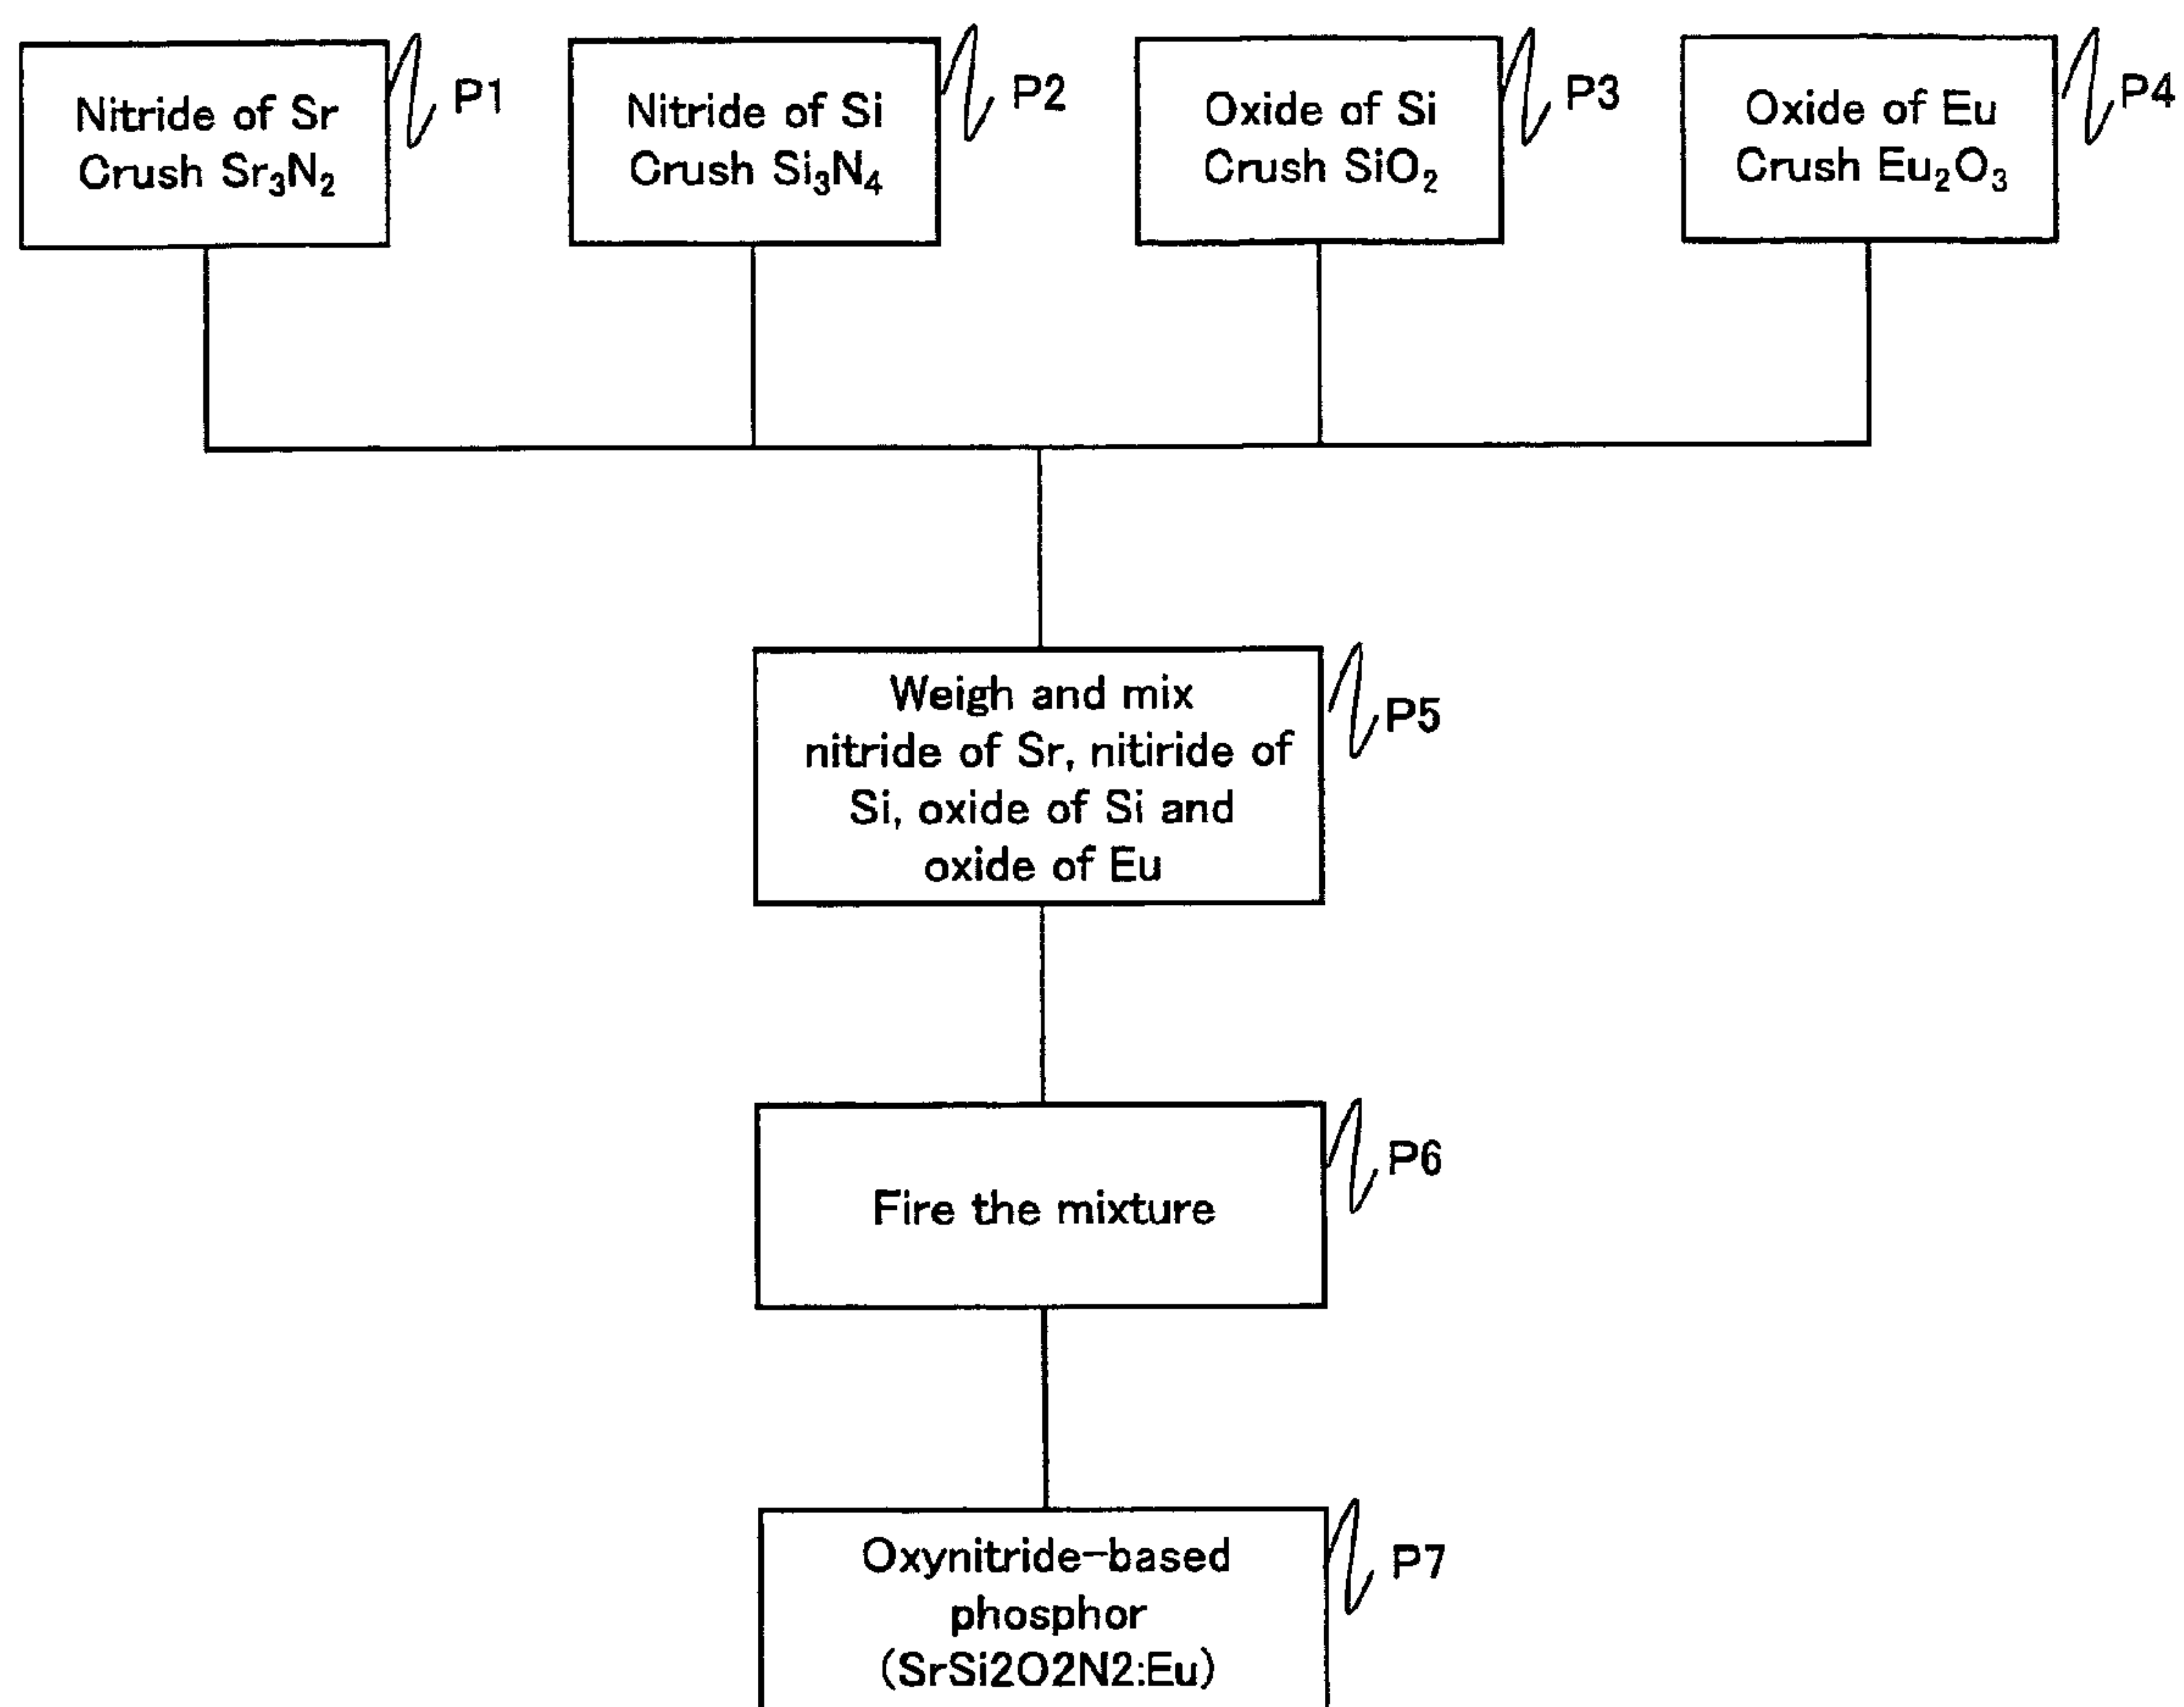 Nitride of Sr
Crush Sr₃N₂
P1
Nitride of Si
Crush Si₃N₄
P2
Oxide of Si
Crush SiO₂
P3
Oxide of Eu
Crush Eu₂O₃
P4
Weigh and mix
nitride of Sr, nitiride of
Si, oxide of Si and
oxide of Eu
P5
Fire the mixture
P6
Oxynitride-based
phosphor
(SrSi2O2N2:Eu)
P7